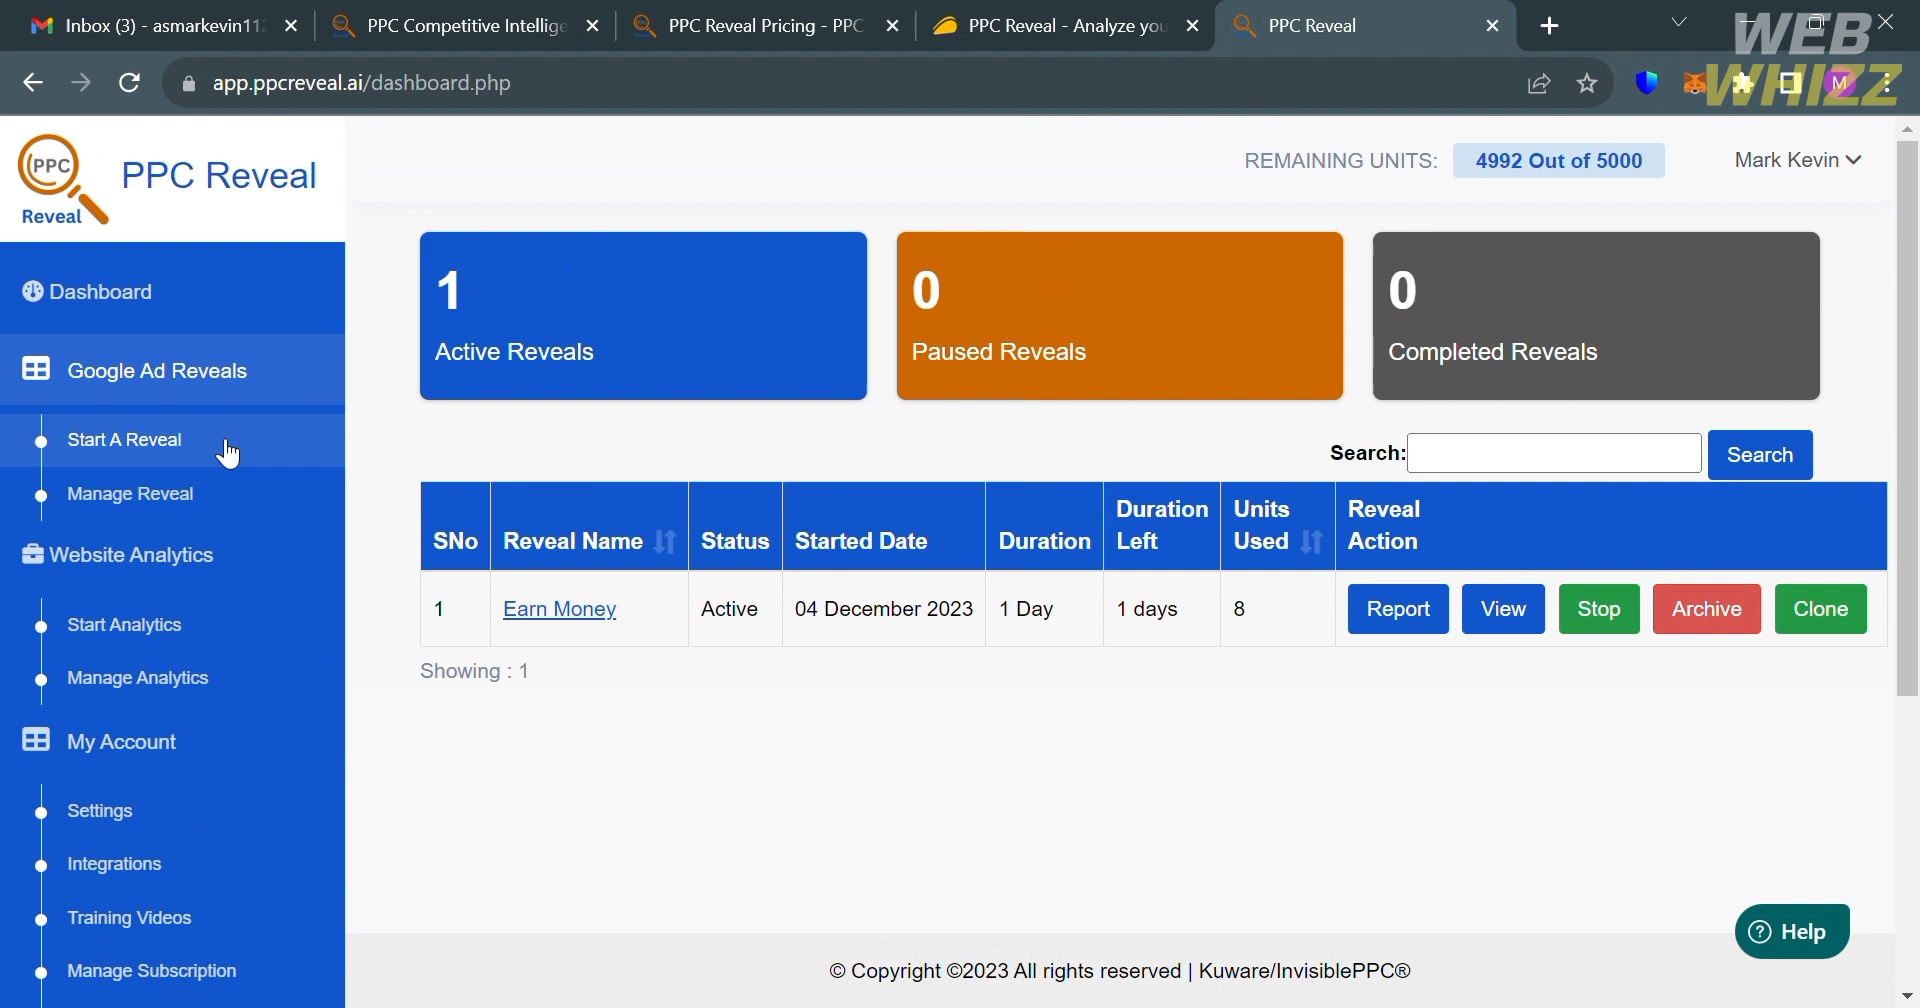 Inbox (3) - asmarkevin112
PPC Competitive Intellige
PPC Reveal Pricing - PPC
PPC Reveal - Analyze you
PPC Reveal
WEB
WHIZZ
app.ppcreveal.ai/dashboard.php
M
PPC
Reveal
PPC Reveal
REMAINING UNITS: 4992 Out of 5000
Mark Kevin
Dashboard
Google Ad Reveals
Start A Reveal
Manage Reveal
Website Analytics
Start Analytics
Manage Analytics
My Account
Settings
Integrations
Training Videos
Manage Subscription
1
Active Reveals
0
Paused Reveals
0
Completed Reveals
Search:
Search
SNo Reveal Name Status Started Date Duration Duration Left Units Used Reveal Action
1 Earn Money Active 04 December 2023 1 Day 1 days 8 Report View Stop Archive Clone
Showing : 1
Help
© Copyright ©2023 All rights reserved | Kuware/InvisiblePPC®